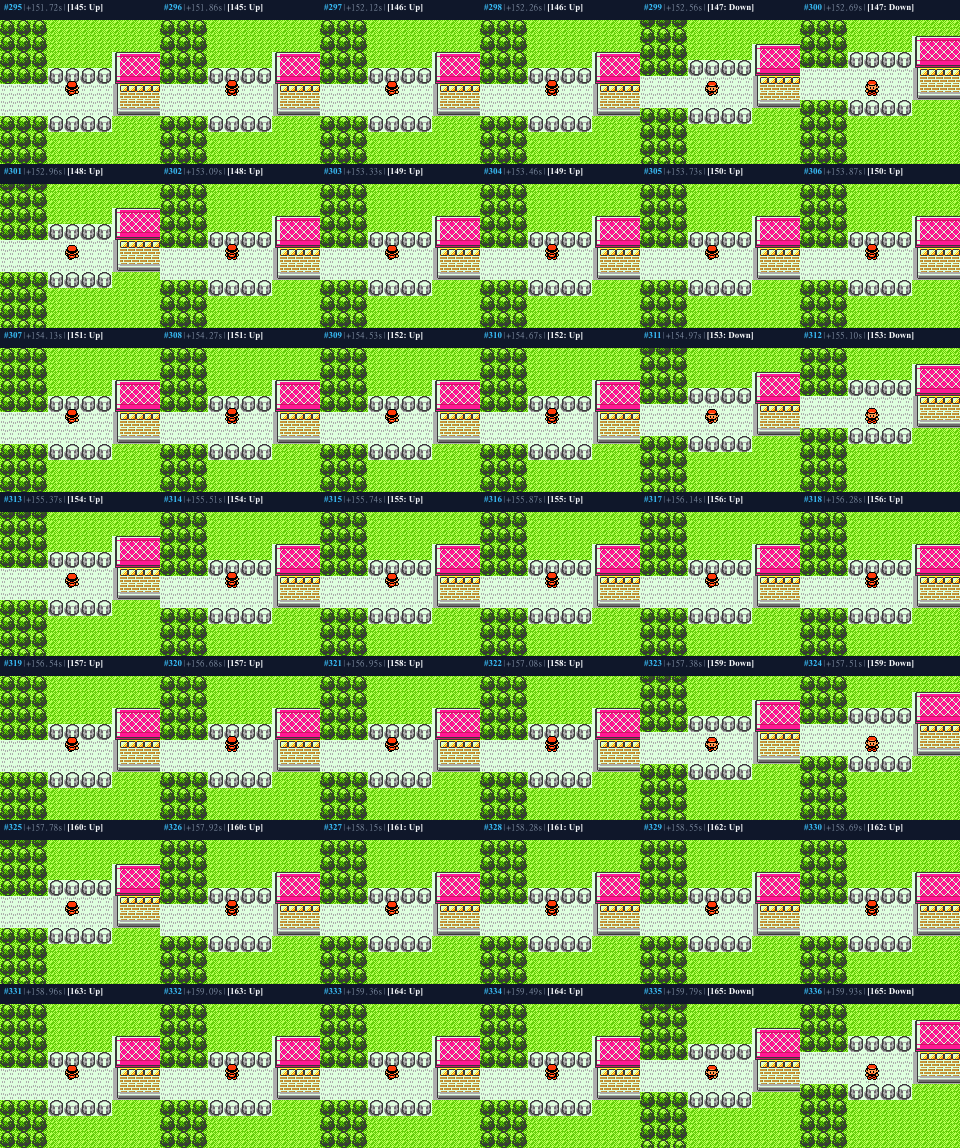 #295|+151.72s|[145: Up] #296|+151.86s|[145: Up] #297|+152.12s|[146: Up] #298|+152.26s|[146: Up] #299|+152.56s|[147: Down] #300|+152.69s|[147: Down]
#301|+152.96s|[148: Up] #302|+153.09s|[148: Up] #303|+153.33s|[149: Up] #304|+153.46s|[149: Up] #305|+153.73s|[150: Up] #306|+153.87s|[150: Up]
#307|+154.13s|[151: Up] #308|+154.27s|[151: Up] #309|+154.53s|[152: Up] #310|+154.67s|[152: Up] #311|+154.97s|[153: Down] #312|+155.10s|[153: Down]
#313|+155.37s|[154: Up] #314|+155.51s|[154: Up] #315|+155.74s|[155: Up] #316|+155.87s|[155: Up] #317|+156.14s|[156: Up] #318|+156.28s|[156: Up]
#319|+156.54s|[157: Up] #320|+156.68s|[157: Up] #321|+156.95s|[158: Up] #322|+157.08s|[158: Up] #323|+157.38s|[159: Down] #324|+157.51s|[159: Down]
#325|+157.78s|[160: Up] #326|+157.92s|[160: Up] #327|+158.15s|[161: Up] #328|+158.28s|[161: Up] #329|+158.55s|[162: Up] #330|+158.69s|[162: Up]
#331|+158.96s|[163: Up] #332|+159.09s|[163: Up] #333|+159.36s|[164: Up] #334|+159.49s|[164: Up] #335|+159.79s|[165: Down] #336|+159.93s|[165: Down]